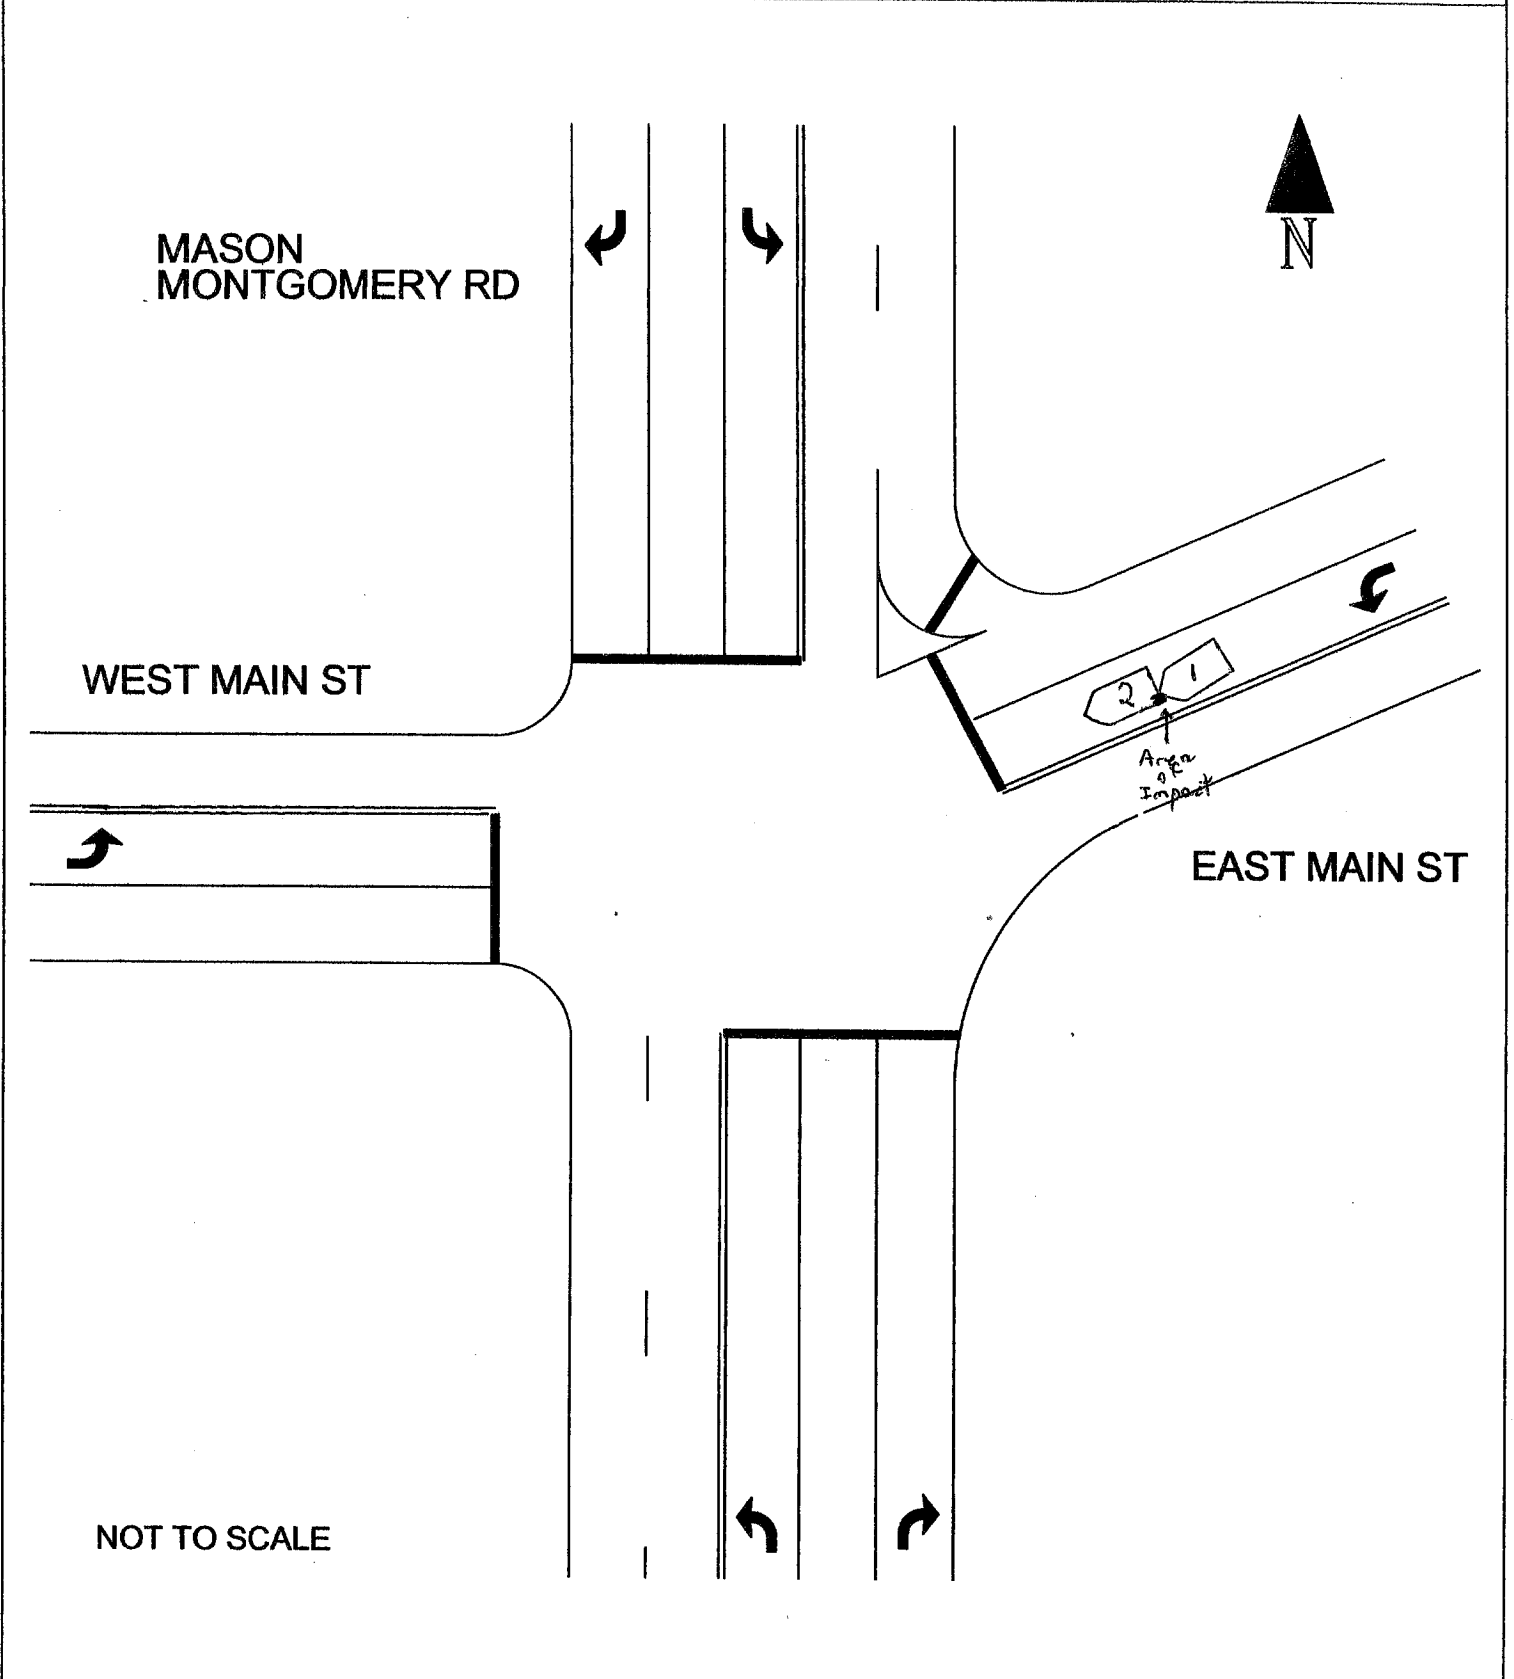 MASON
MONTGOMERY RD
N
WEST MAIN ST
2
1
Area
of
Impact
EAST MAIN ST
NOT TO SCALE